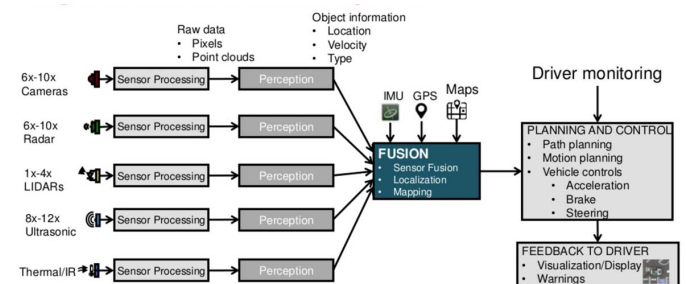 Raw data
• Pixels
• Point clouds
Object information
• Location
• Velocity
• Type
6x-10x
Cameras
Sensor Processing
Perception
6x-10x
Radar
Sensor Processing
Perception
1x-4x
LIDARs
Sensor Processing
Perception
8x-12x
Ultrasonic
Sensor Processing
Perception
Thermal/IR
Sensor Processing
Perception
IMU
GPS
Maps
FUSION
• Sensor Fusion
• Localization
• Mapping
Driver monitoring
PLANNING AND CONTROL
• Path planning
• Motion planning
• Vehicle controls
• Acceleration
• Brake
• Steering
FEEDBACK TO DRIVER
• Visualization/Display
• Warnings